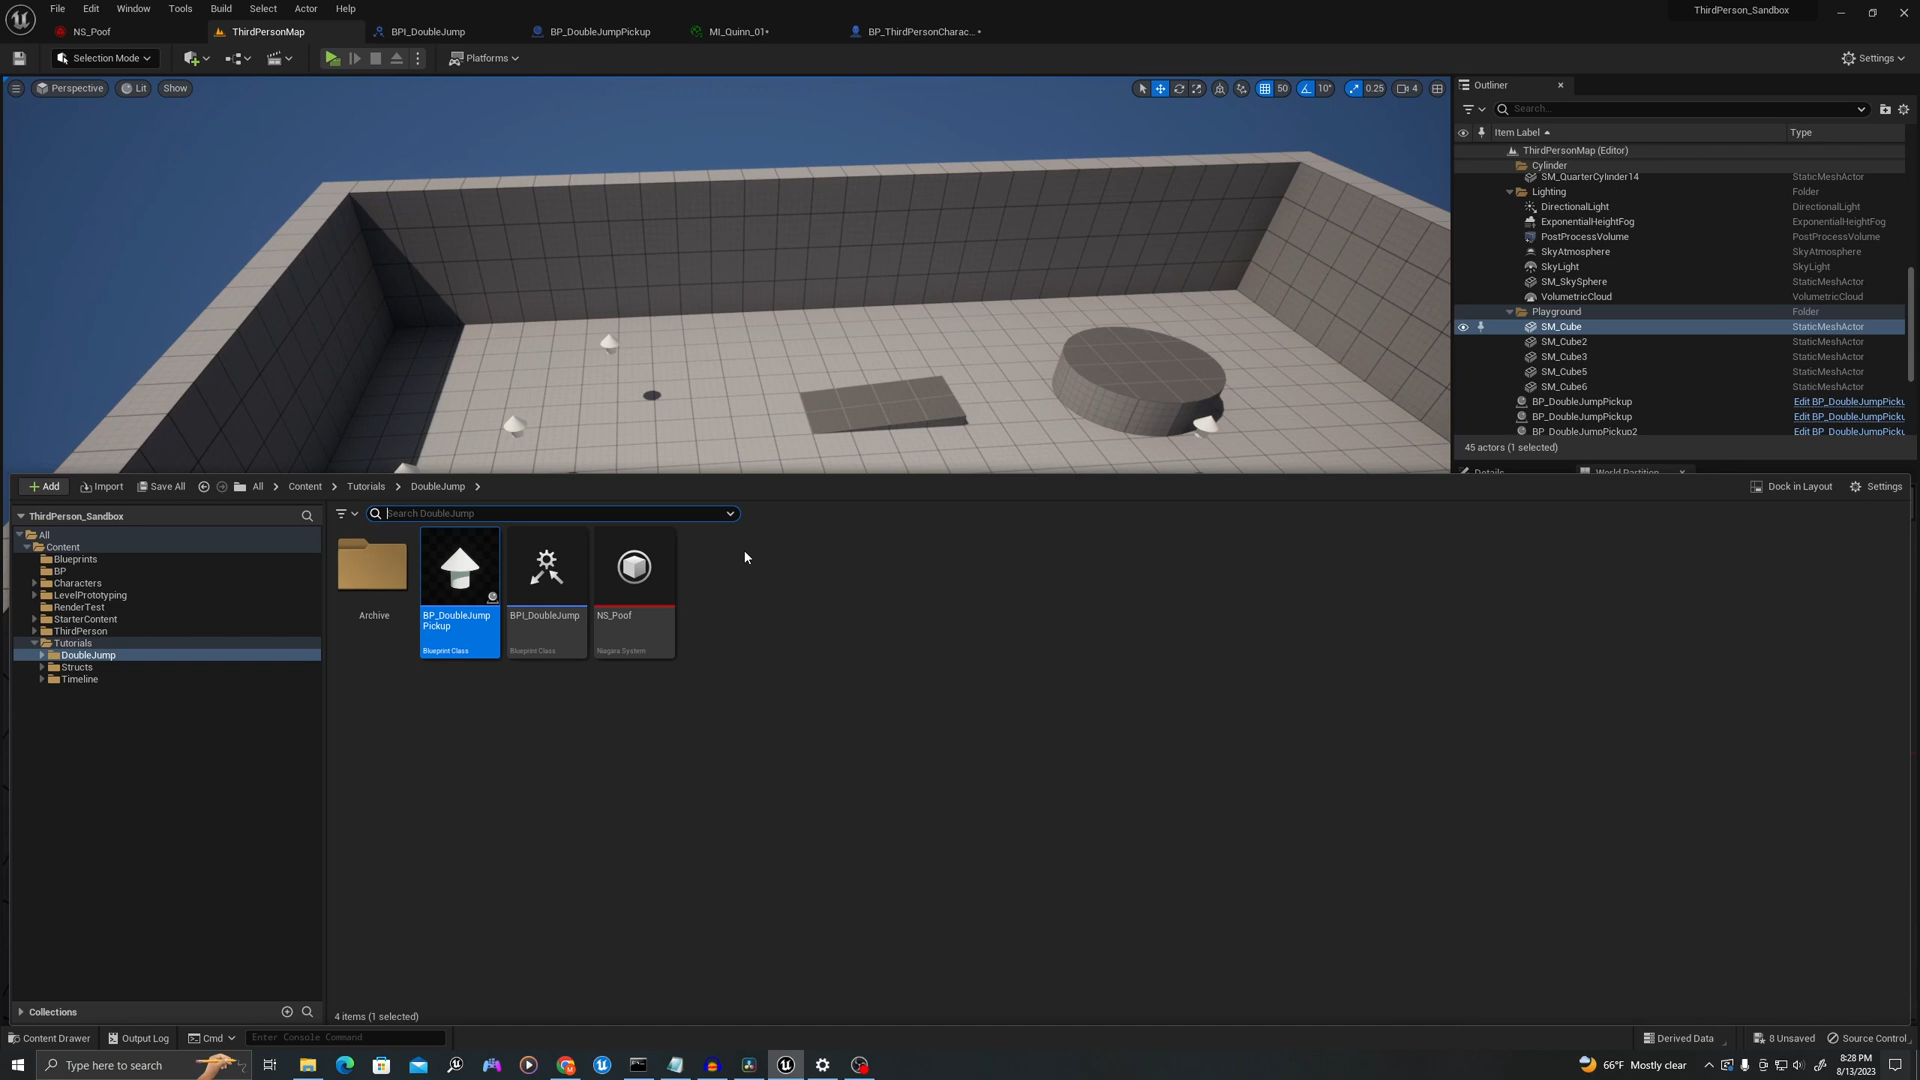 File Edit Window Tools Build Select Actor Help
ThirdPerson_Sandbox
NS_Poof
ThirdPersonMap
BPI_DoubleJump
BP_DoubleJumpPickup
MI_Quinn_01•
BP_ThirdPersonCharac...•
Selection Mode
Platforms
Settings
Perspective
Lit
Show
50
10°
0.25
4
Outliner
Search...
Item Label
Type
ThirdPersonMap (Editor)
Cylinder
SM_QuarterCylinder14 StaticMeshActor
Lighting Folder
DirectionalLight DirectionalLight
ExponentialHeightFog ExponentialHeightFog
PostProcessVolume PostProcessVolume
SkyAtmosphere SkyAtmosphere
SkyLight SkyLight
SM_SkySphere StaticMeshActor
VolumetricCloud VolumetricCloud
Playground Folder
SM_Cube StaticMeshActor
SM_Cube2 StaticMeshActor
SM_Cube3 StaticMeshActor
SM_Cube5 StaticMeshActor
SM_Cube6 StaticMeshActor
BP_DoubleJumpPickup Edit BP_DoubleJumpPicku
BP_DoubleJumpPickup Edit BP_DoubleJumpPicku
BP_DoubleJumpPickup2 Edit BP_DoubleJumpPicku
45 actors (1 selected)
Details
World Partition
Add
Import
Save All
All
Content
Tutorials
DoubleJump
Dock in Layout
Settings
ThirdPerson_Sandbox
Search DoubleJump
All
Content
Blueprints
BP
Characters
LevelPrototyping
RenderTest
StarterContent
ThirdPerson
Tutorials
DoubleJump
Structs
Timeline
Archive
BP_DoubleJump
Pickup
Blueprint Class
BPI_DoubleJump
Blueprint Class
NS_Poof
Niagara System
Collections
4 items (1 selected)
Content Drawer
Output Log
Cmd
Enter Console Command
Derived Data
8 Unsaved
Source Control
Type here to search
66°F Mostly clear
8:28 PM
8/13/2023